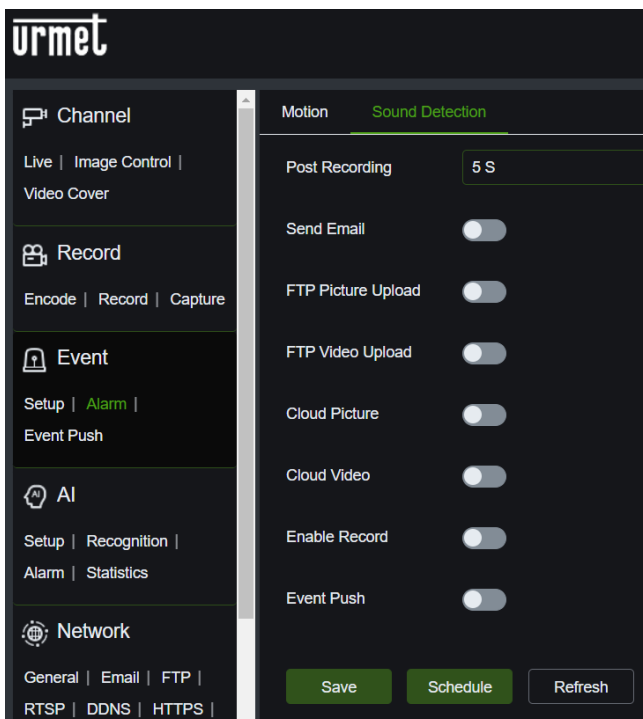 urmet
Channel
Live | Image Control |
Video Cover
Record
Encode | Record | Capture
Event
Setup | Alarm |
Event Push
AI
AI
Setup | Recognition |
Alarm | Statistics
Network
General | Email | FTP |
RTSP | DDNS | HTTPS |
Motion Sound Detection
Post Recording 5 S
Send Email
FTP Picture Upload
FTP Video Upload
Cloud Picture
Cloud Video
Enable Record
Event Push
Save Schedule Refresh